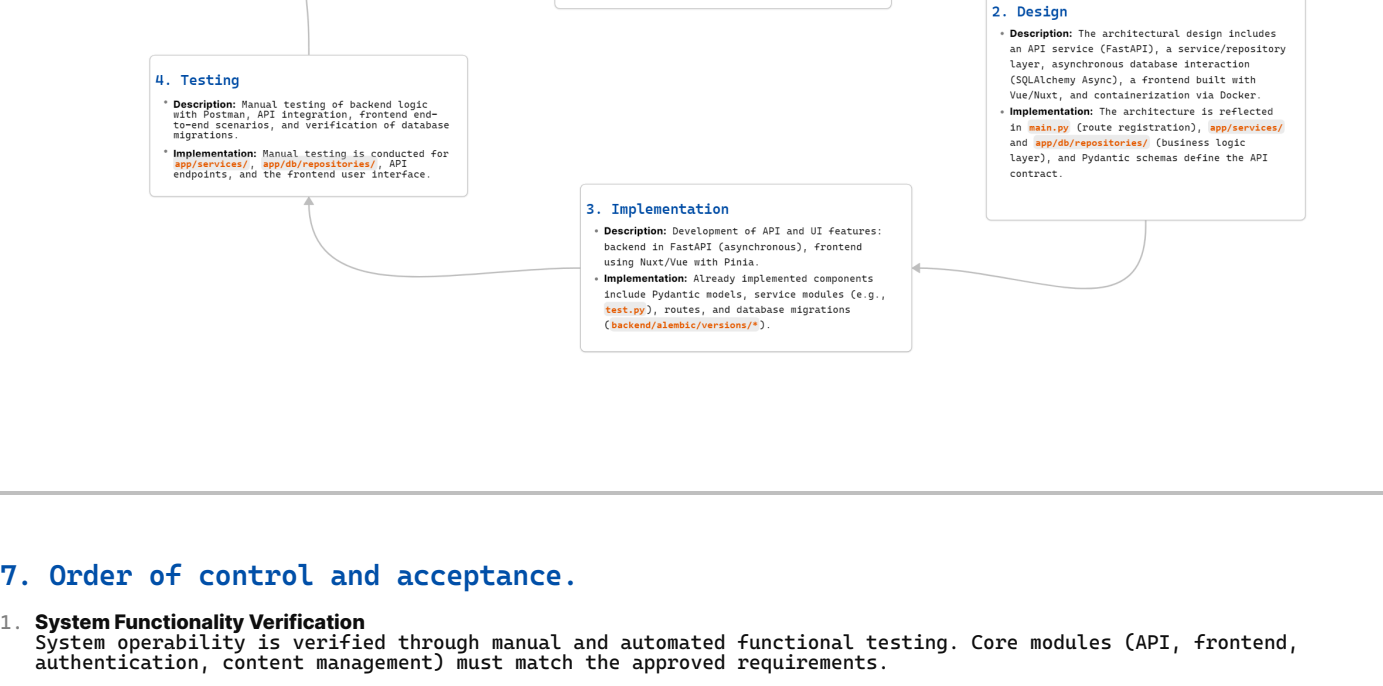 2. Design
• Description: The architectural design includes
an API service (FastAPI), a service/repository
layer, asynchronous database interaction
(SQLAlchemy Async), a frontend built with
Vue/Nuxt, and containerization via Docker.
• Implementation: The architecture is reflected
in main.py (route registration), app/services/
and app/db/repositories/ (business logic
layer), and Pydantic schemas define the API
contract.
4. Testing
• Description: Manual testing of backend logic
with Postman, API integration, frontend end-
to-end scenarios, and verification of database
migrations.
• Implementation: Manual testing is conducted for
app/services/, app/db/repositories/, API
endpoints, and the frontend user interface.
3. Implementation
• Description: Development of API and UI features:
backend in FastAPI (asynchronous), frontend
using Nuxt/Vue with Pinia.
• Implementation: Already implemented components
include Pydantic models, service modules (e.g.,
test.py), routes, and database migrations
(backend/alembic/versions/*).
7. Order of control and acceptance.
1. System Functionality Verification
System operability is verified through manual and automated functional testing. Core modules (API, frontend,
authentication, content management) must match the approved requirements.